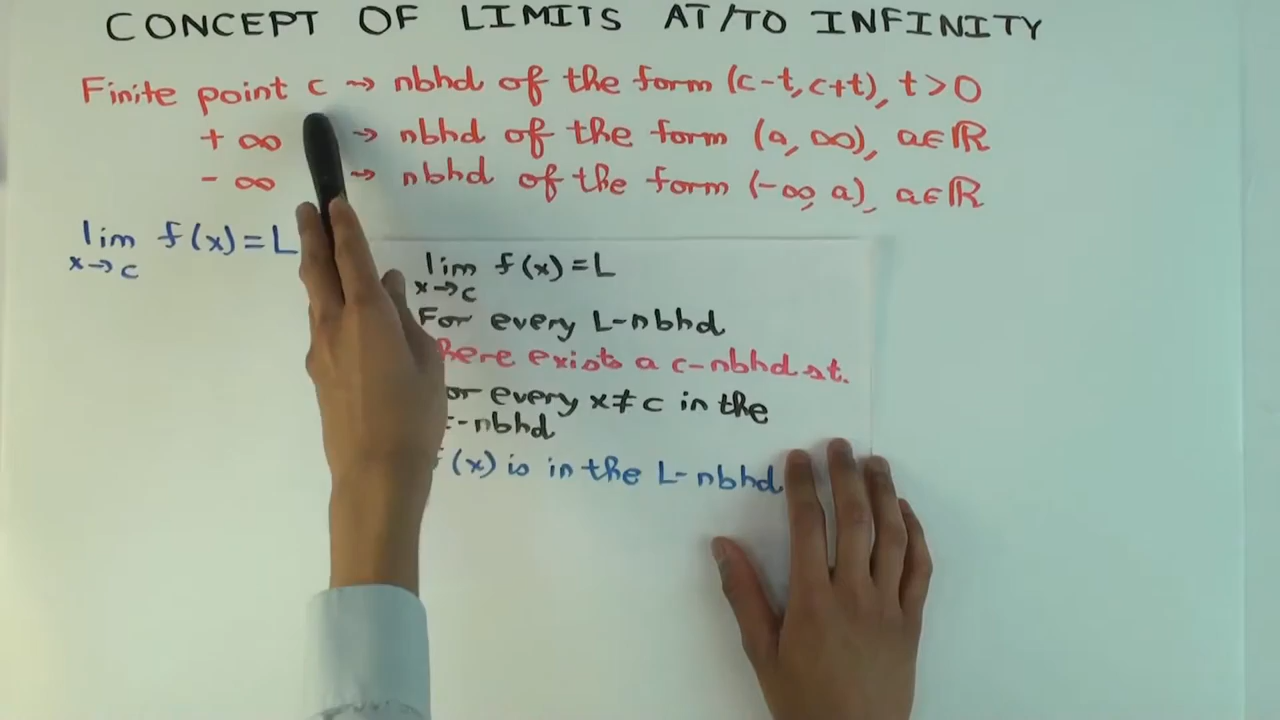 CONCEPT OF LIMITS AT/TO INFINITY
Finite point c → nbhd of the form (c-t, c+t), t>0
+ ∞ → nbhd of the form (a, ∞), a∈ℝ
- ∞ → nbhd of the form (-∞, a), a∈ℝ
lim f(x)=L
x→c
lim f(x)=L
x→c
For every L-nbhd
here exists a c-nbhd st.
or every x≠c in the
-nbhd
(x) is in the L-nbhd